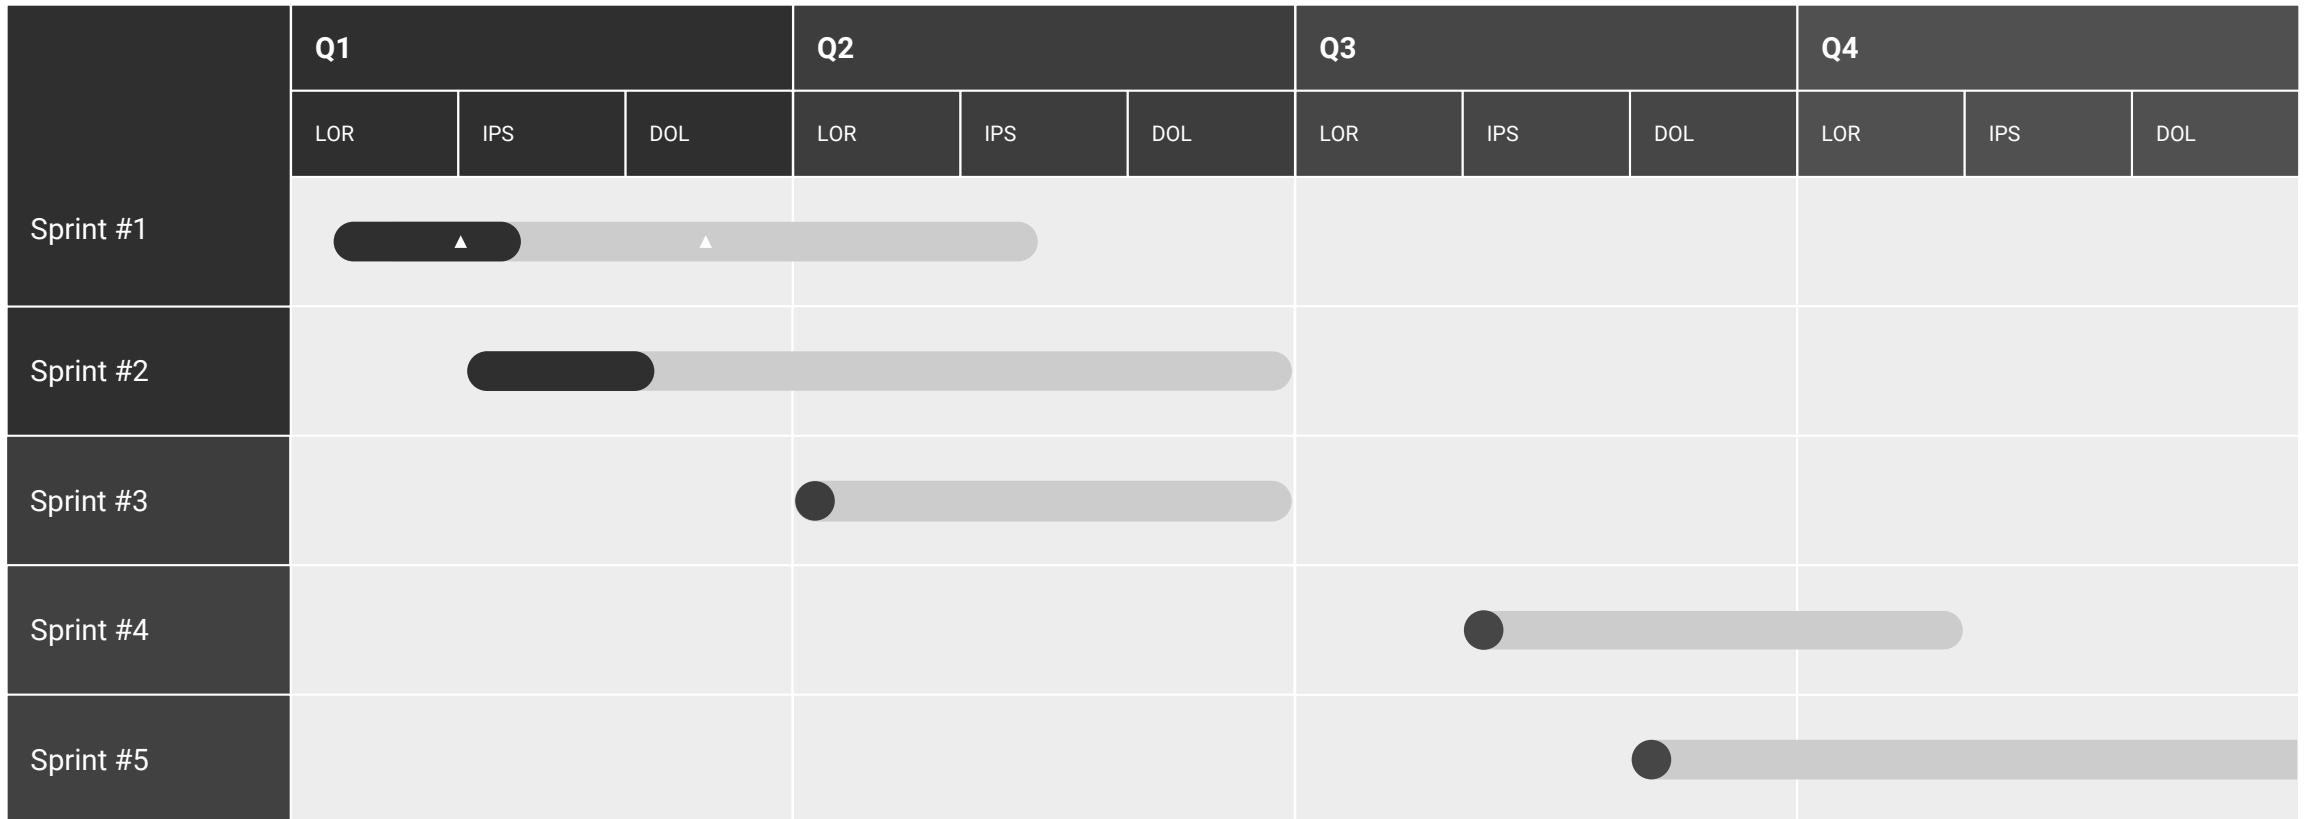 Q1 Q2 Q3 Q4
LOR IPS DOL LOR IPS DOL LOR IPS DOL LOR IPS DOL
Sprint #1
Sprint #2
Sprint #3
Sprint #4
Sprint #5